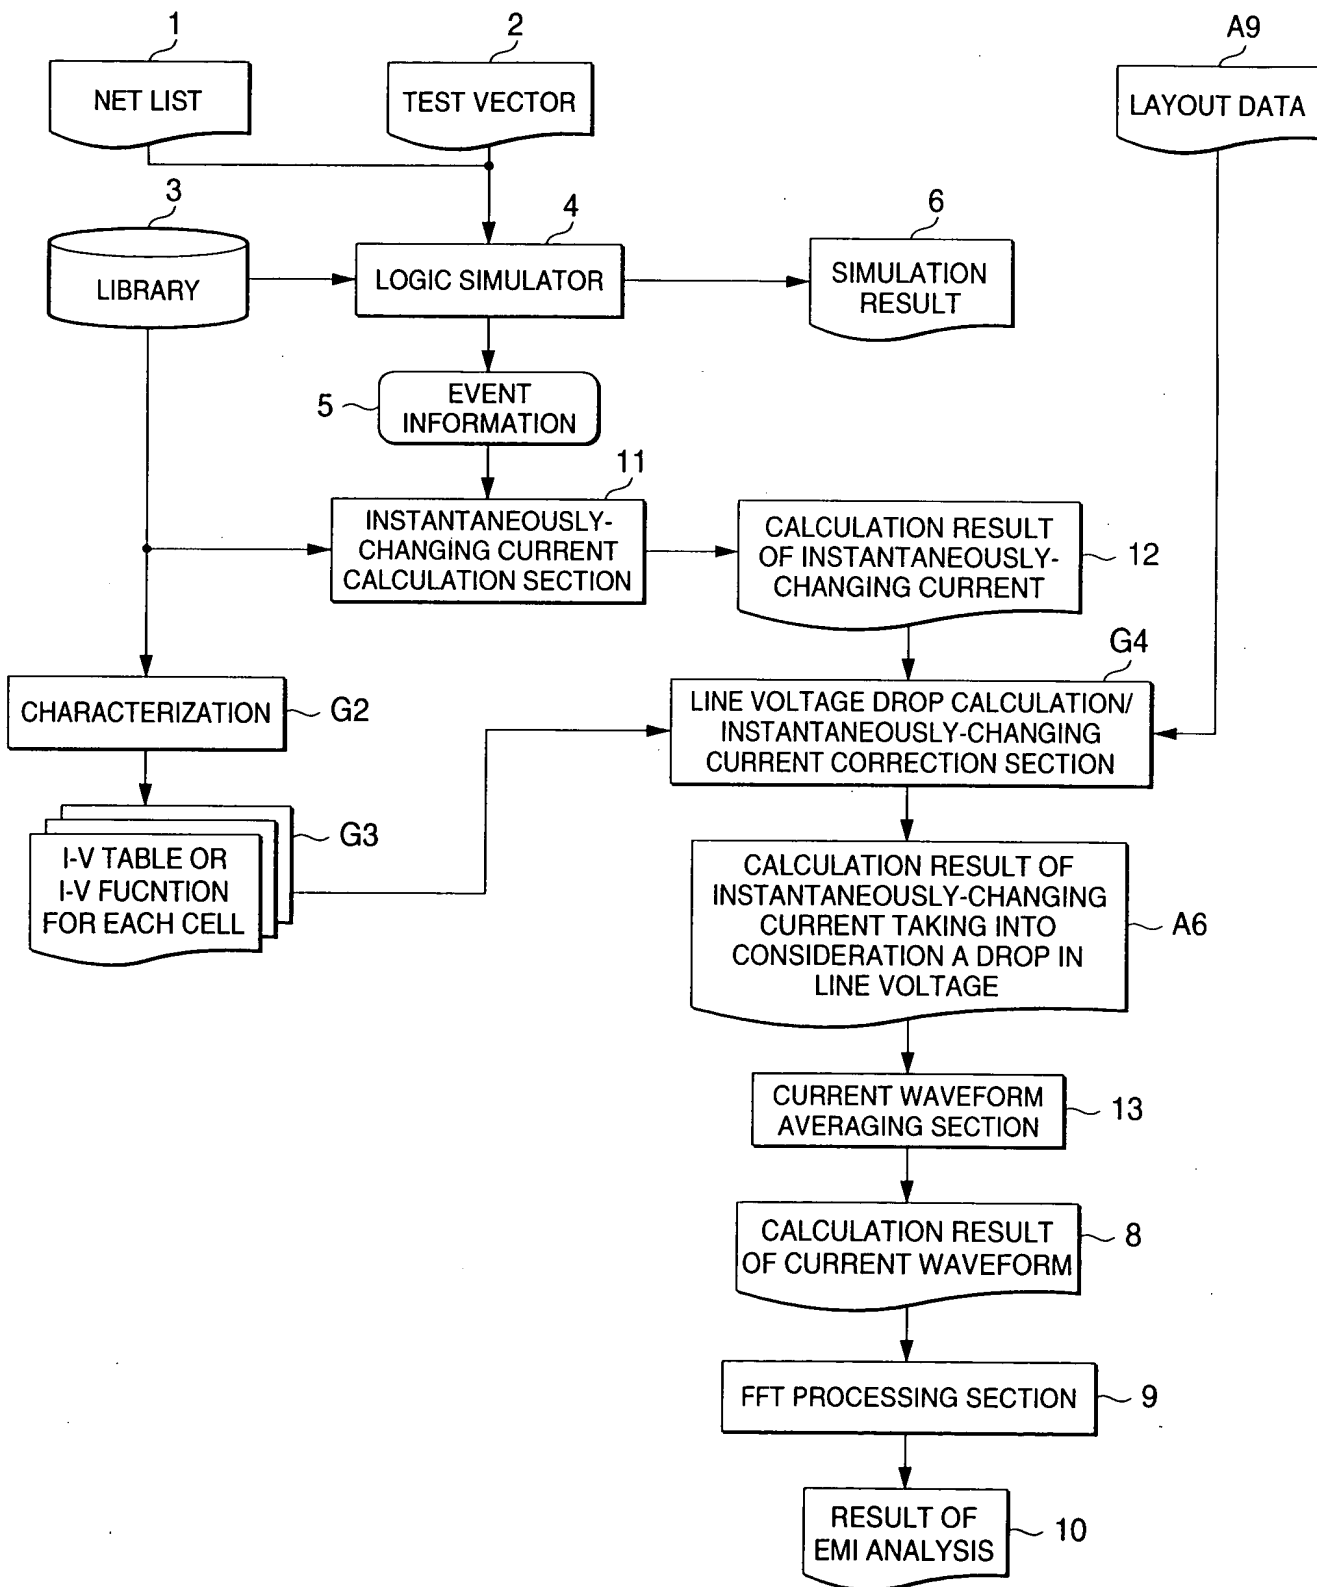 1
2
A9
NET LIST
TEST VECTOR
LAYOUT DATA
3
4
6
LIBRARY
LOGIC SIMULATOR
SIMULATION
RESULT
5
EVENT
INFORMATION
11
INSTANTANEOUSLY-
CHANGING CURRENT
CALCULATION SECTION
CALCULATION RESULT
OF INSTANTANEOUSLY-
CHANGING CURRENT
12
G4
CHARACTERIZATION
G2
LINE VOLTAGE DROP CALCULATION/
INSTANTANEOUSLY-CHANGING
CURRENT CORRECTION SECTION
G3
I-V TABLE OR
I-V FUCNTION
FOR EACH CELL
CALCULATION RESULT OF
INSTANTANEOUSLY-CHANGING
CURRENT TAKING INTO
CONSIDERATION A DROP IN
LINE VOLTAGE
A6
CURRENT WAVEFORM
AVERAGING SECTION
13
CALCULATION RESULT
OF CURRENT WAVEFORM
8
FFT PROCESSING SECTION
9
RESULT OF
EMI ANALYSIS
10